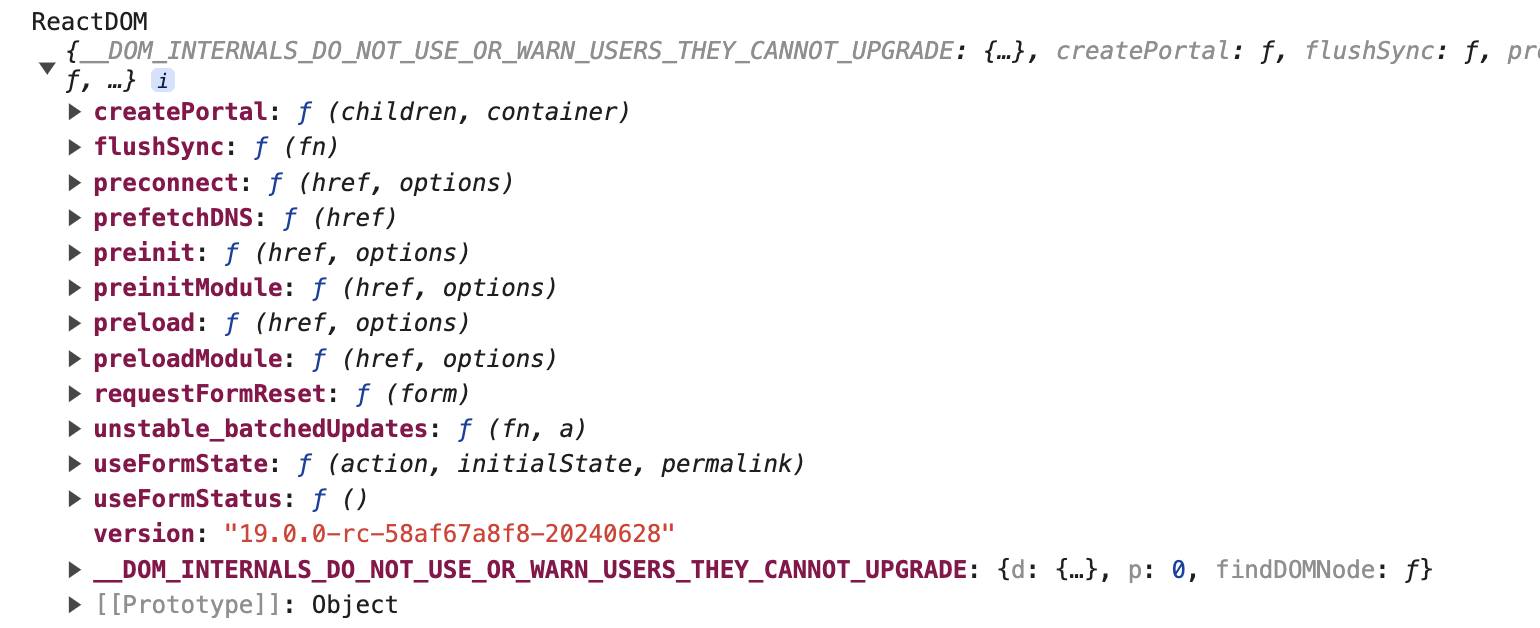 ReactDOM
{__DOM_INTERNALS_DO_NOT_USE_OR_WARN_USERS_THEY_CANNOT_UPGRADE: {…}, createPortal: ƒ, flushSync: ƒ, pre
ƒ, …} i
createPortal: ƒ (children, container)
flushSync: ƒ (fn)
preconnect: ƒ (href, options)
prefetchDNS: ƒ (href)
preinit: ƒ (href, options)
preinitModule: ƒ (href, options)
preload: ƒ (href, options)
preloadModule: ƒ (href, options)
requestFormReset: ƒ (form)
unstable_batchedUpdates: ƒ (fn, a)
useFormState: ƒ (action, initialState, permalink)
useFormStatus: ƒ ()
version: "19.0.0-rc-58af67a8f8-20240628"
__DOM_INTERNALS_DO_NOT_USE_OR_WARN_USERS_THEY_CANNOT_UPGRADE: {d: {…}, p: 0, findDOMNode: ƒ}
[[Prototype]]: Object